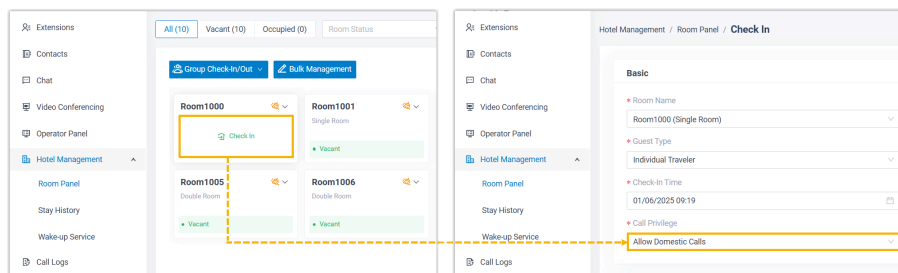 Extensions
Contacts
Chat
Video Conferencing
Operator Panel
Hotel Management
Room Panel
Stay History
Wake-up Service
Call Logs
All (10) Vacant (10) Occupied (0) Room Status
Group Check-In/Out Bulk Management
Room1000 Room1001
Single Room
Check In
Vacant
Room1005 Room1006
Double Room Double Room
Vacant Vacant
Extensions
Contacts
Chat
Video Conferencing
Operator Panel
Hotel Management
Room Panel
Stay History
Wake-up Service
Call Logs
Hotel Management / Room Panel / Check In
Basic
* Room Name
Room1000 (Single Room)
* Guest Type
Individual Traveler
* Check-In Time
01/06/2025 09:19
* Call Privilege
Allow Domestic Calls